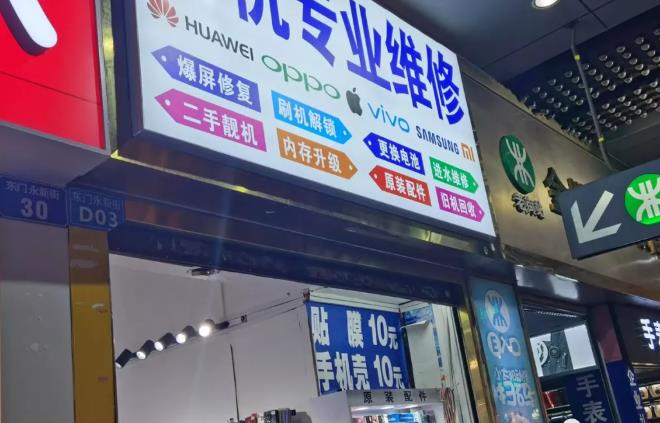 机专业维修
HUAWEI oppo vivo SAMSUNG
爆屏修复 刷机解锁 更换电池 进水维修
二手靓机 内存升级 原装配件 旧机回收
东门永新街
30
东门永新街
D03
贴膜10元
手机壳10元
原装配件
手表